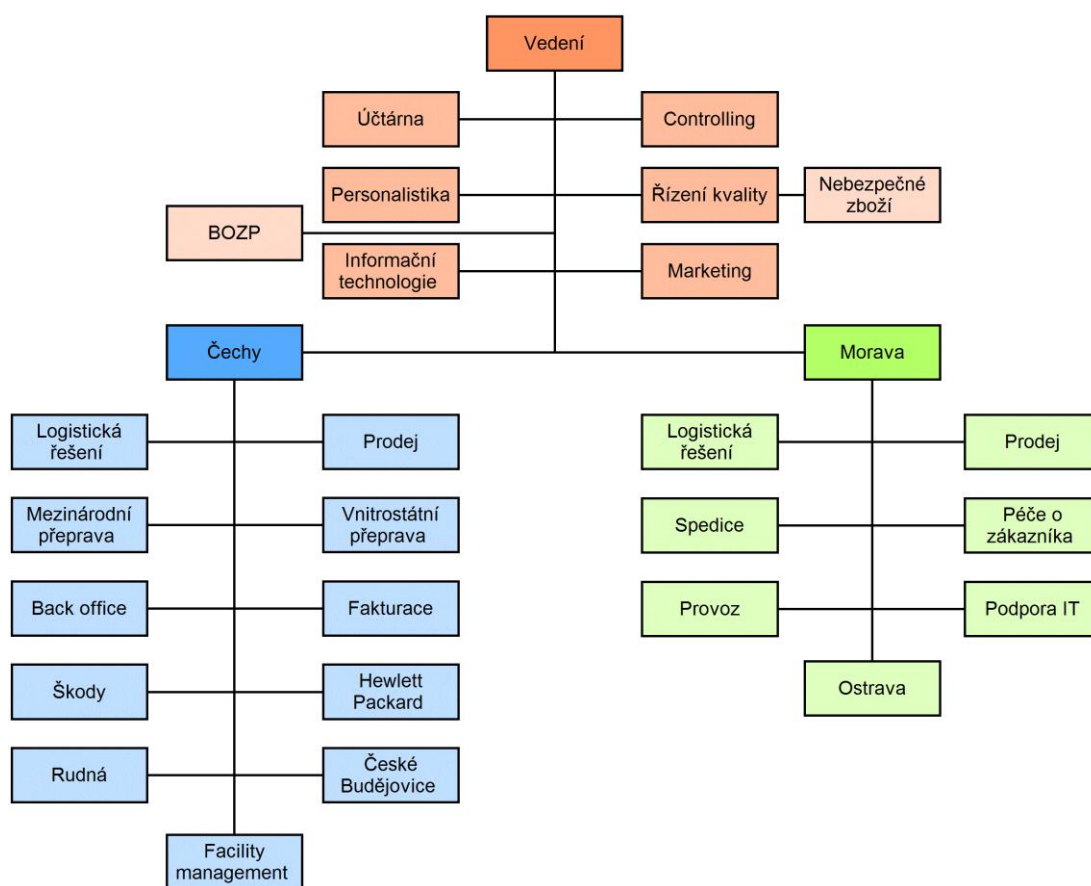 Vedení
Účtárna
Controlling
Personalistika
Řízení kvality
Nebezpečné
zboží
BOZP
Informační
technologie
Marketing
Čechy
Morava
Logistická
řešení
Prodej
Logistická
řešení
Prodej
Mezinárodní
přeprava
Vnitrostátní
přeprava
Spedice
Péče o
zákazníka
Back office
Fakturace
Provoz
Podpora IT
Škody
Hewlett
Packard
Ostrava
Rudná
České
Budějovice
Facility
management